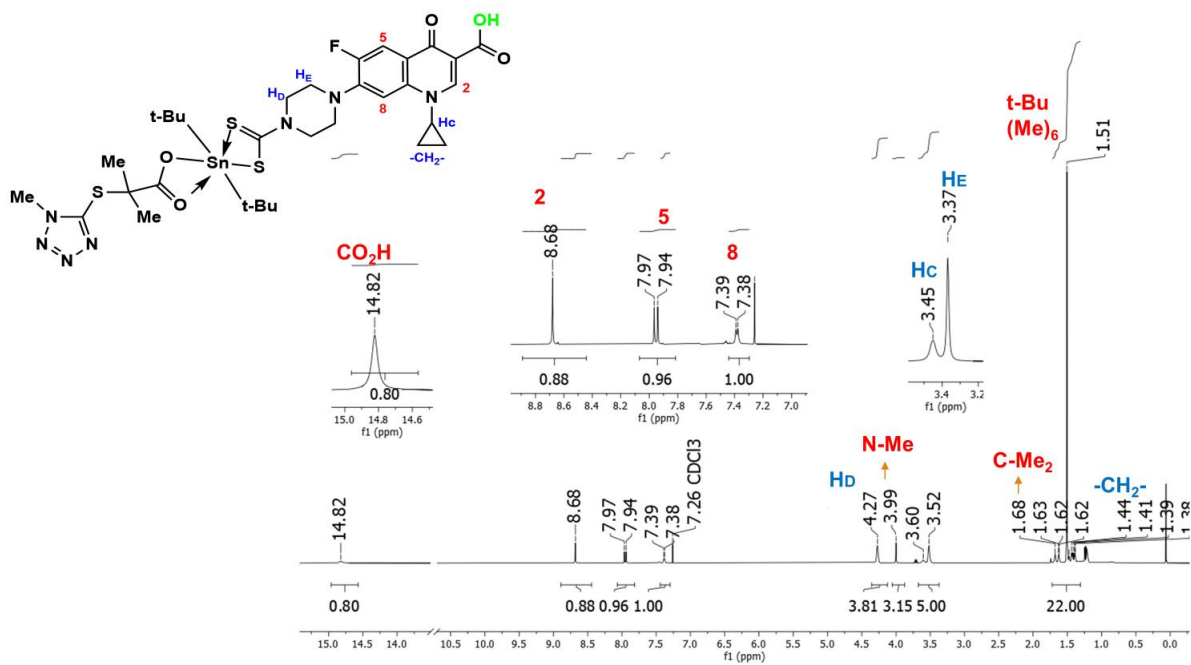 OH
O
F
5
O
HE
HD
2
8
N
N
N
Hc
-CH2-
t-Bu
S
S
Sn
O
O
t-Bu
Me
Me
S
Me
N
N
N
N
t-Bu
(Me)6
1.51
CO2H
14.82
0.80
15.0 14.8 14.6
f1 (ppm)
2
5
8
8.68
7.97
7.94
7.39
7.38
0.88 0.96 1.00
8.8 8.6 8.4 8.2 8.0 7.8 7.6 7.4 7.2 7.0
f1 (ppm)
HE
3.37
Hc
3.45
3.4 3.2
f1 (ppm)
HD
N-Me
C-Me2
-CH2-
14.82
8.68
7.97
7.94
7.39
7.38
7.26 CDCl3
4.27
3.99
3.60
3.52
1.68
1.63
1.62
1.62
1.44
1.41
1.39
1.38
0.80 0.88 0.96 1.00 3.81 3.15 5.00 22.00
15.0 14.5 14.0 13.5 10.5 10.0 9.5 9.0 8.5 8.0 7.5 7.0 6.5 6.0 5.5 5.0 4.5 4.0 3.5 3.0 2.5 2.0 1.5 1.0 0.5 0.0
f1 (ppm) f1 (ppm)